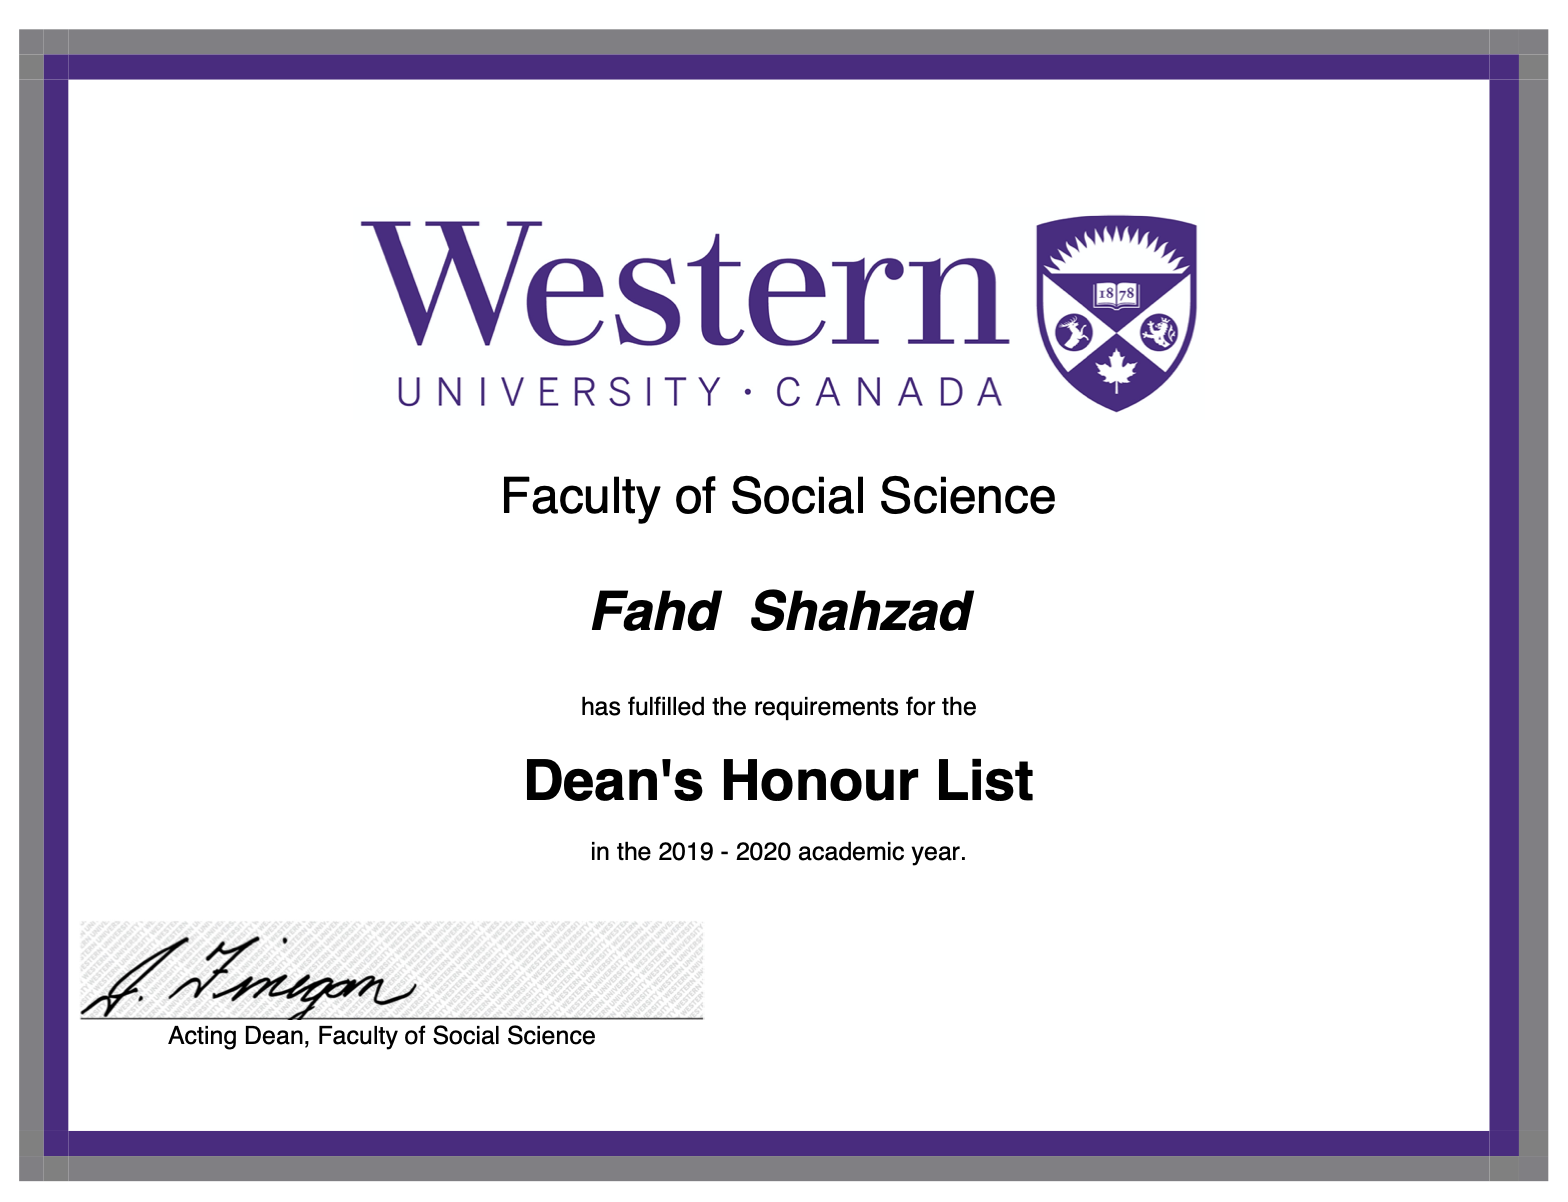 Western
UNIVERSITY · CANADA
1878
Faculty of Social Science
Fahd Shahzad
has fulfilled the requirements for the
Dean's Honour List
in the 2019 - 2020 academic year.
J. Finegan
Acting Dean, Faculty of Social Science